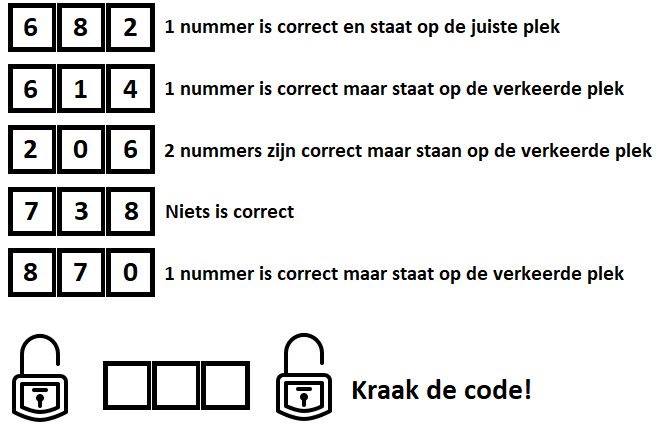 6 8 2 1 nummer is correct en staat op de juiste plek
6 1 4 1 nummer is correct maar staat op de verkeerde plek
2 0 6 2 nummers zijn correct maar staan op de verkeerde plek
7 3 8 Niets is correct
8 7 0 1 nummer is correct maar staat op de verkeerde plek
Kraak de code!